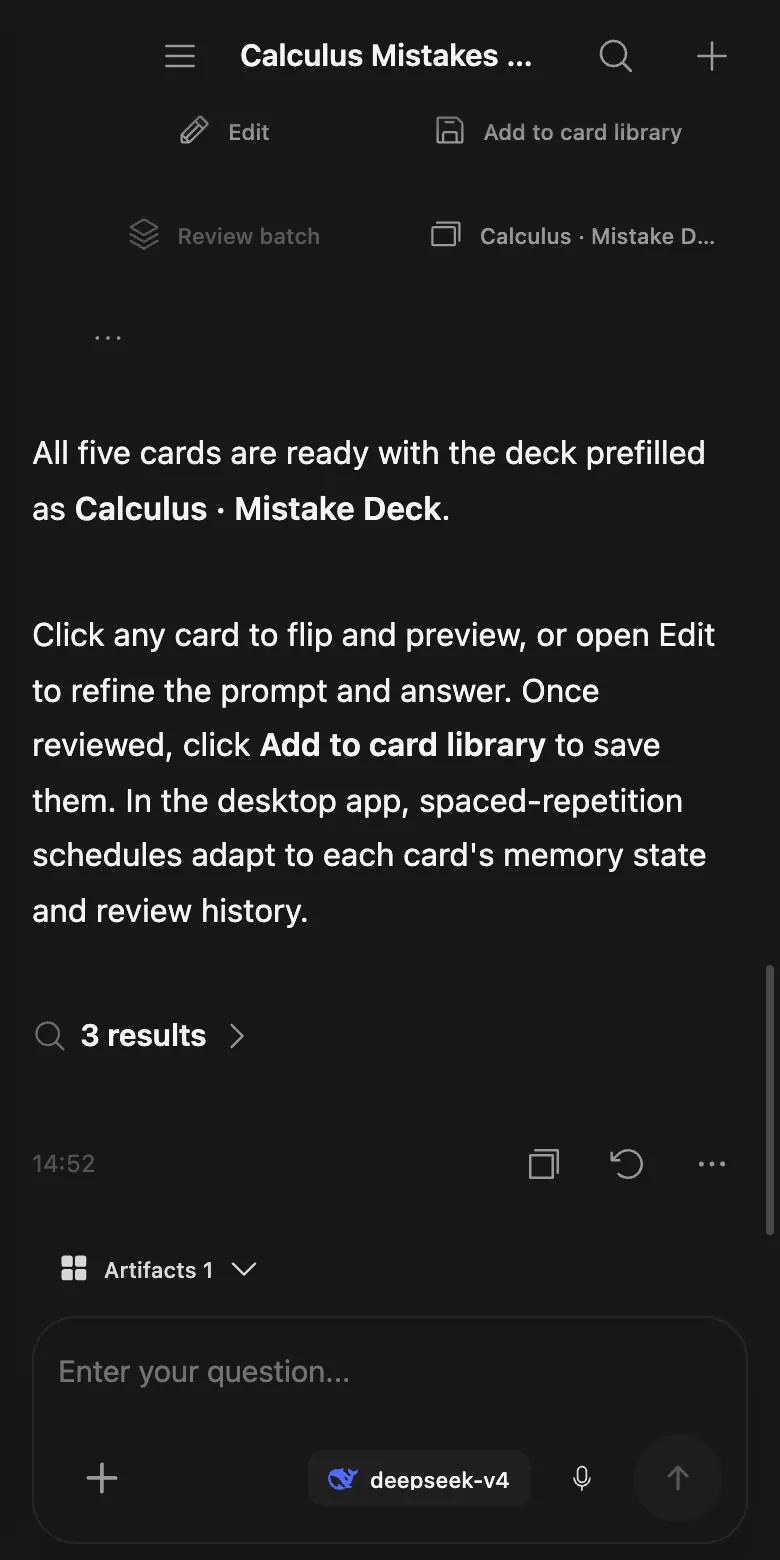 Calculus Mistakes ...
Edit
Add to card library
Review batch
Calculus · Mistake D...
...
All five cards are ready with the deck prefilled
as Calculus · Mistake Deck.
Click any card to flip and preview, or open Edit
to refine the prompt and answer. Once
reviewed, click Add to card library to save
them. In the desktop app, spaced-repetition
schedules adapt to each card's memory state
and review history.
3 results
14:52
Artifacts 1
Enter your question...
deepseek-v4